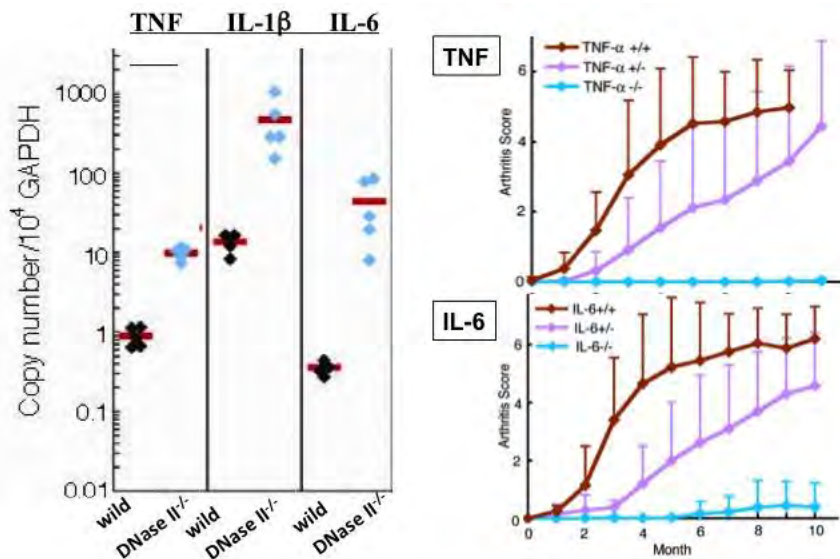 TNF IL-1β IL-6
Copy number/10⁴ GAPDH
1000
100
10
1
0.1
0.01
wild
DNase II⁻/⁻
wild
DNase II⁻/⁻
wild
DNase II⁻/⁻
TNF
TNF-α +/+
TNF-α +/-
TNF-α -/-
Arthritis Score
6
4
2
0
IL-6
IL-6+/+
IL-6+/-
IL-6-/-
Arthritis Score
6
4
2
0
0 2 4 6 8 10
Month